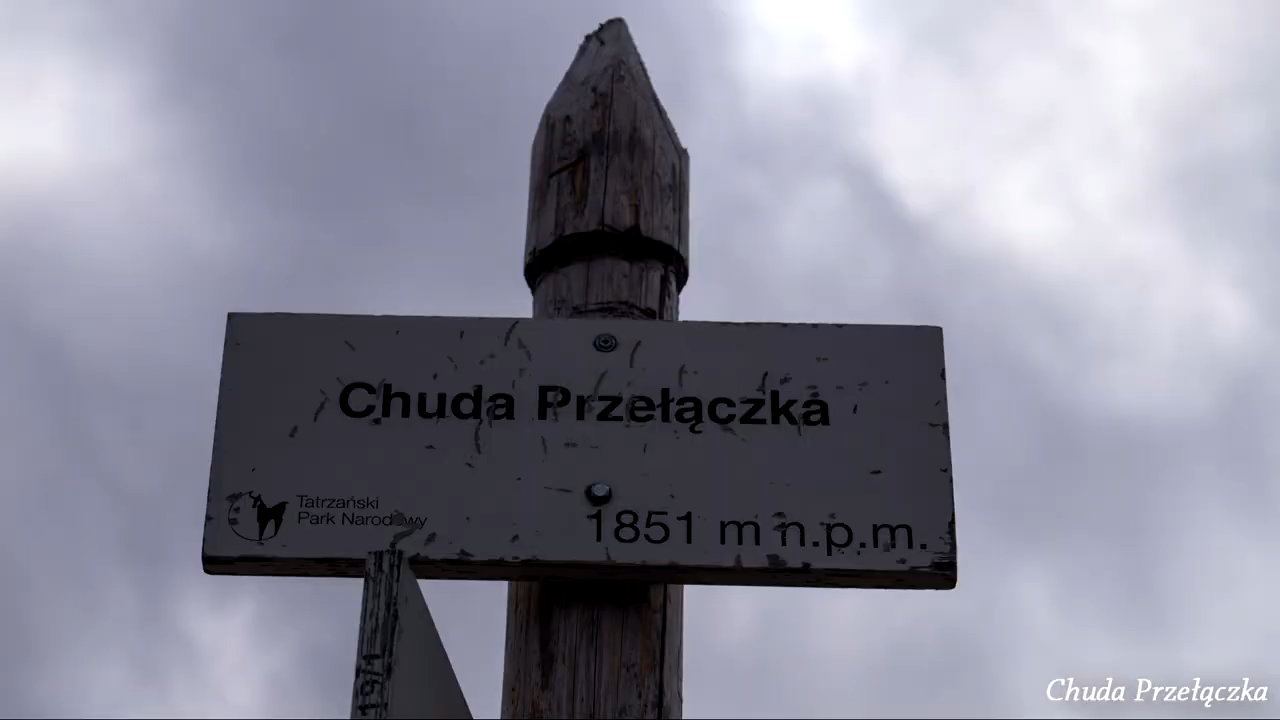 Chuda Przełączka
Tatrzański
Park Narodowy
1851 m n.p.m.
Chuda Przełączka